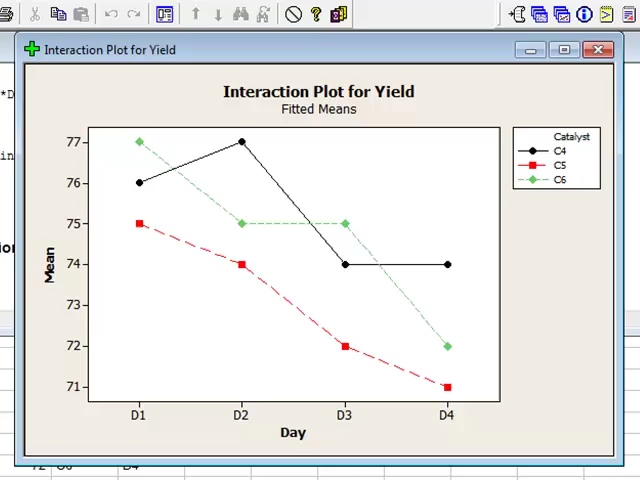 Interaction Plot for Yield
*D
in
Interaction Plot for Yield
Fitted Means
Catalyst
C4
C5
C6
77
76
75
74
73
72
71
Mean
D1 D2 D3 D4
Day